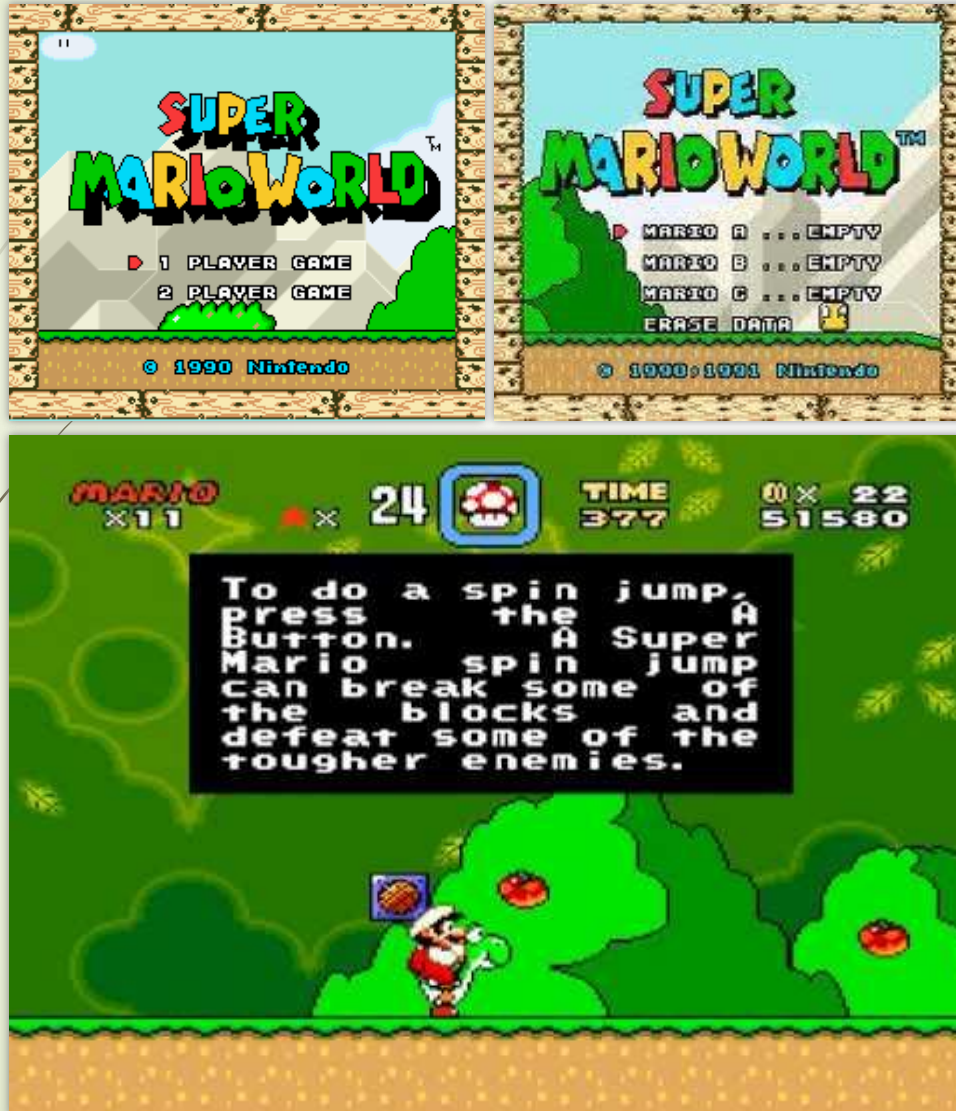 SUPER
MARIO WORLD TM
1 PLAYER GAME
2 PLAYER GAME
© 1990 Nintendo
SUPER
MARIO WORLD TM
MARIO A ...EMPTY
MARIO B ...EMPTY
MARIO C ...EMPTY
ERASE DATA
© 1990,1991 Nintendo
MARIO
×11
× 24
TIME
377
× 22
51580
To do a spin jump,
press the A
Button. A Super
Mario spin jump
can break some of
the blocks and
defeat some of the
tougher enemies.